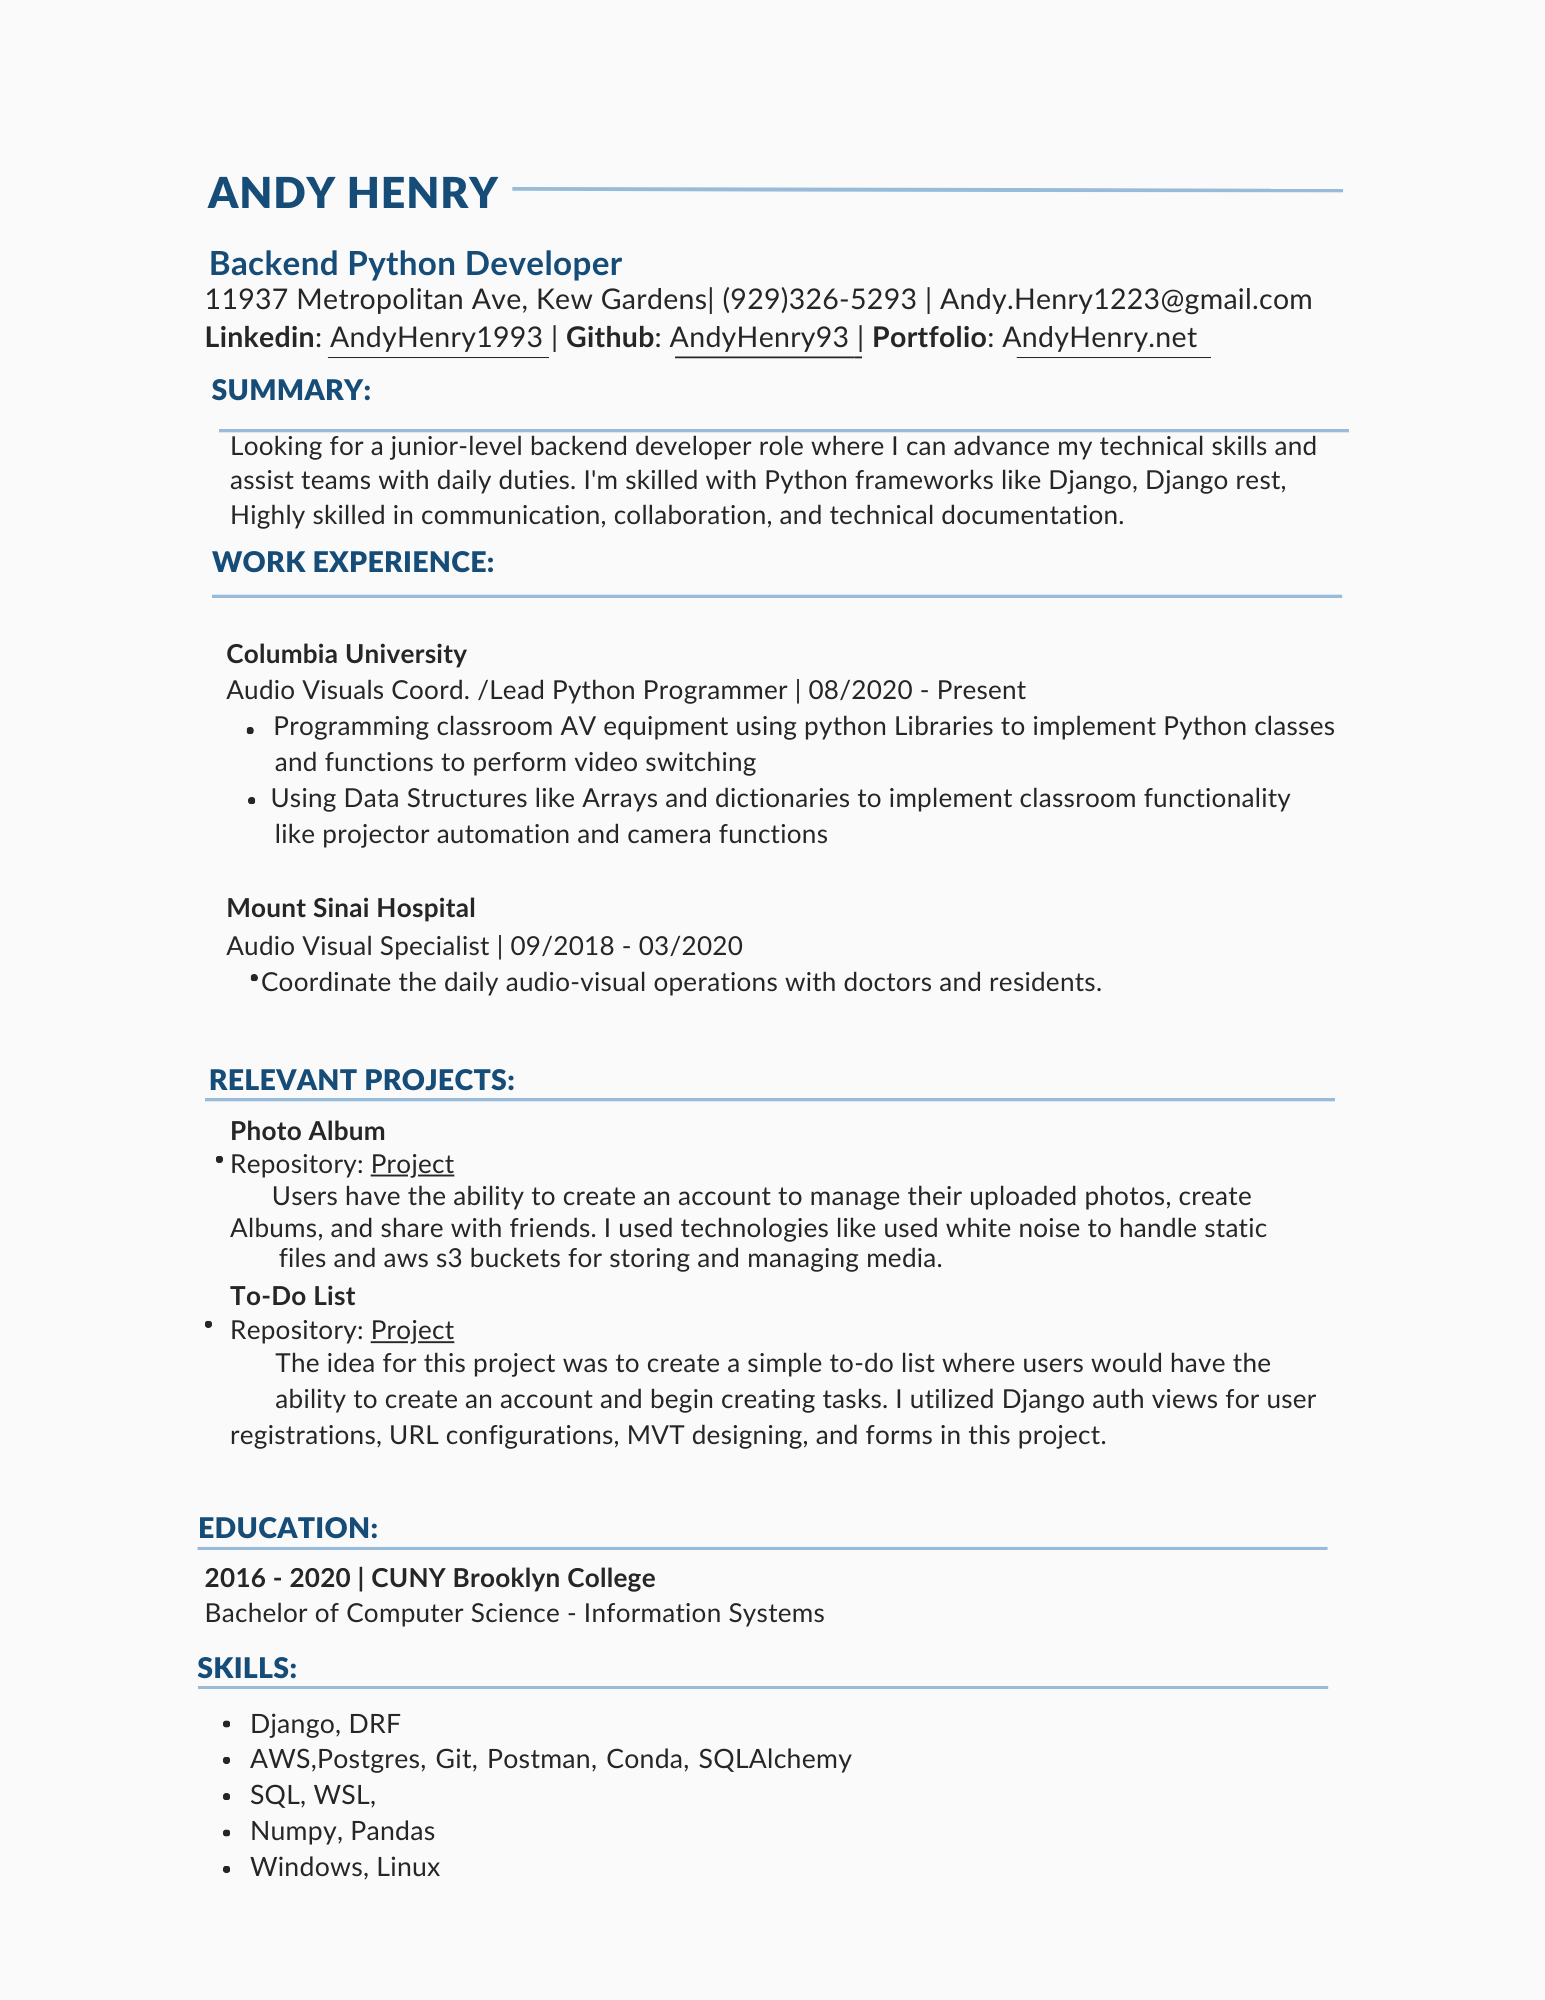 ANDY HENRY
Backend Python Developer
11937 Metropolitan Ave, Kew Gardens| (929)326-5293 | Andy.Henry1223@gmail.com
Linkedin: AndyHenry1993 | Github: AndyHenry93 | Portfolio: AndyHenry.net
SUMMARY:
Looking for a junior-level backend developer role where I can advance my technical skills and
assist teams with daily duties. I'm skilled with Python frameworks like Django, Django rest,
Highly skilled in communication, collaboration, and technical documentation.
WORK EXPERIENCE:
Columbia University
Audio Visuals Coord. /Lead Python Programmer | 08/2020 - Present
• Programming classroom AV equipment using python Libraries to implement Python classes
and functions to perform video switching
• Using Data Structures like Arrays and dictionaries to implement classroom functionality
like projector automation and camera functions
Mount Sinai Hospital
Audio Visual Specialist | 09/2018 - 03/2020
•Coordinate the daily audio-visual operations with doctors and residents.
RELEVANT PROJECTS:
Photo Album
• Repository: Project
Users have the ability to create an account to manage their uploaded photos, create
Albums, and share with friends. I used technologies like used white noise to handle static
files and aws s3 buckets for storing and managing media.
To-Do List
• Repository: Project
The idea for this project was to create a simple to-do list where users would have the
ability to create an account and begin creating tasks. I utilized Django auth views for user
registrations, URL configurations, MVT designing, and forms in this project.
EDUCATION:
2016 - 2020 | CUNY Brooklyn College
Bachelor of Computer Science - Information Systems
SKILLS:
• Django, DRF
• AWS,Postgres, Git, Postman, Conda, SQLAlchemy
• SQL, WSL,
• Numpy, Pandas
• Windows, Linux